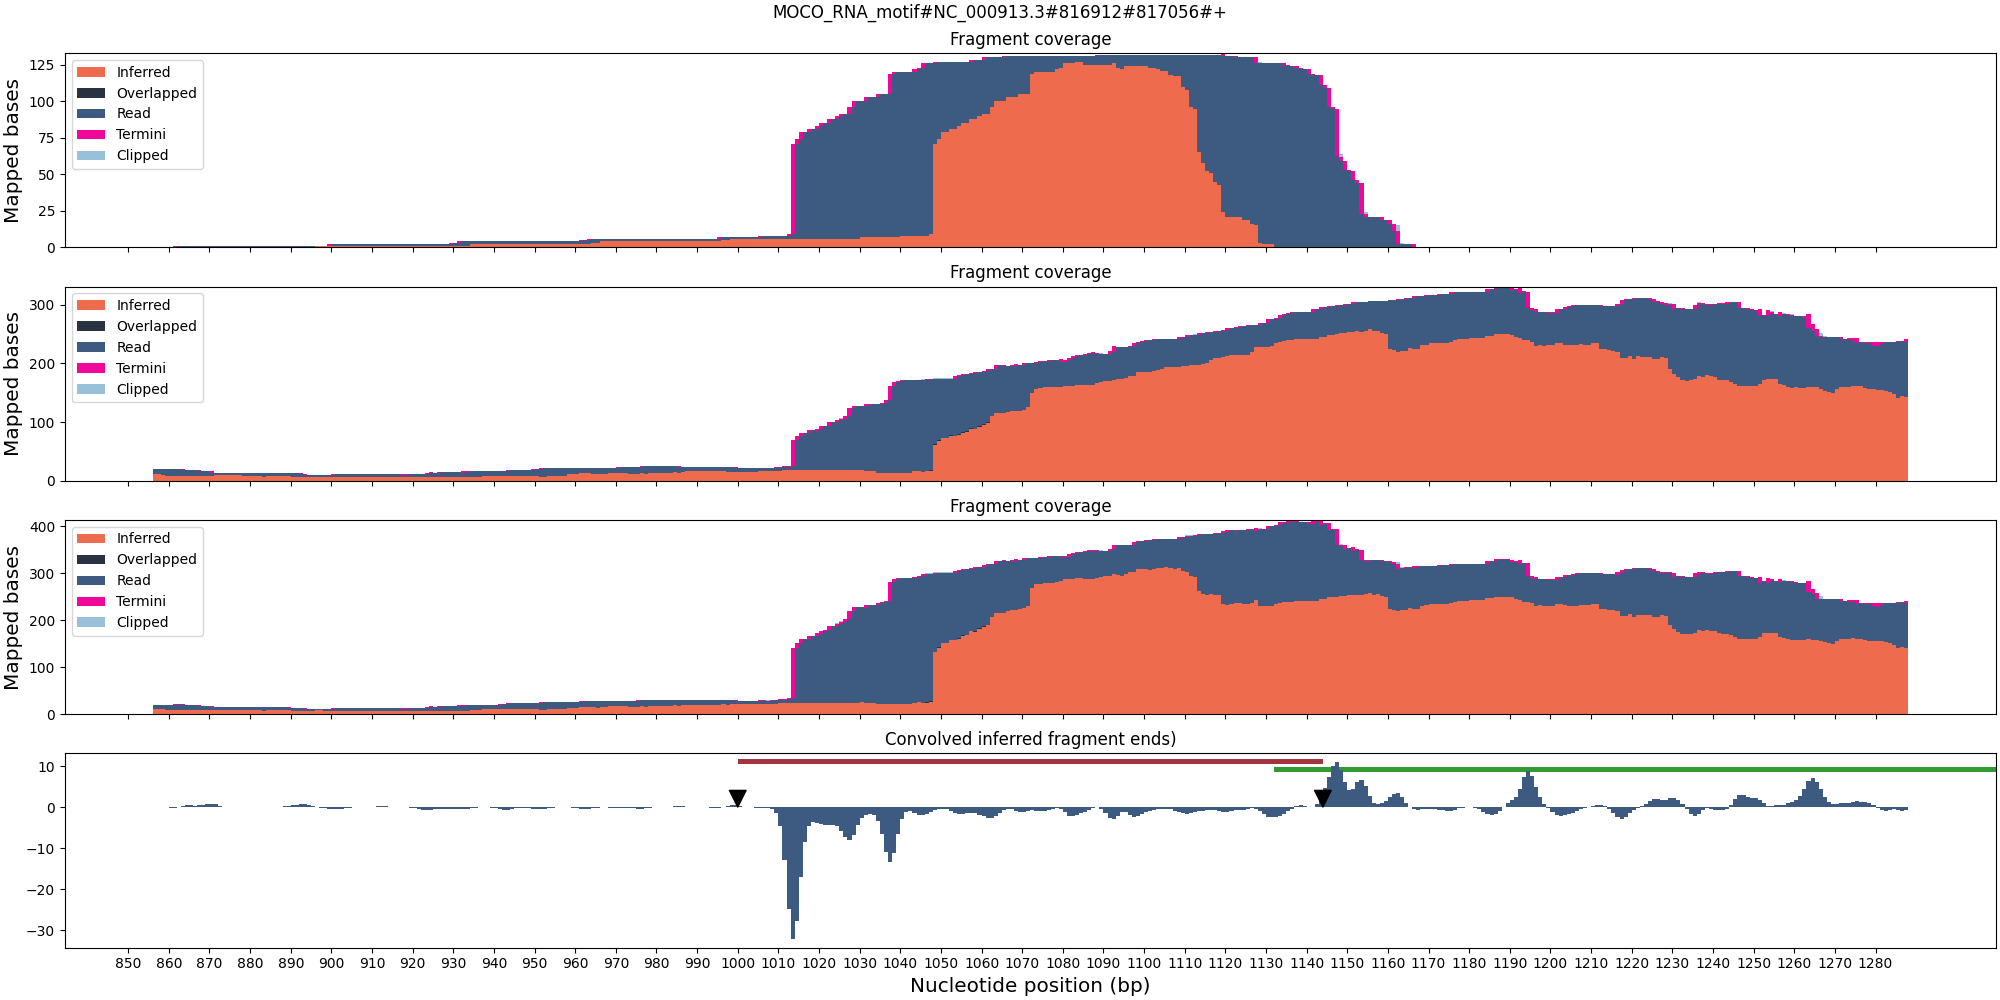 MOCO_RNA_motif#NC_000913.3#816912#817056#+
Fragment coverage
Mapped bases
125
100
75
50
25
0
Inferred
Overlapped
Read
Termini
Clipped
Fragment coverage
Mapped bases
300
200
100
0
Inferred
Overlapped
Read
Termini
Clipped
Fragment coverage
Mapped bases
400
300
200
100
0
Inferred
Overlapped
Read
Termini
Clipped
Convolved inferred fragment ends)
10
0
−10
−20
−30
850 860 870 880 890 900 910 920 930 940 950 960 970 980 990 1000 1010 1020 1030 1040 1050 1060 1070 1080 1090 1100 1110 1120 1130 1140 1150 1160 1170 1180 1190 1200 1210 1220 1230 1240 1250 1260 1270 1280
Nucleotide position (bp)